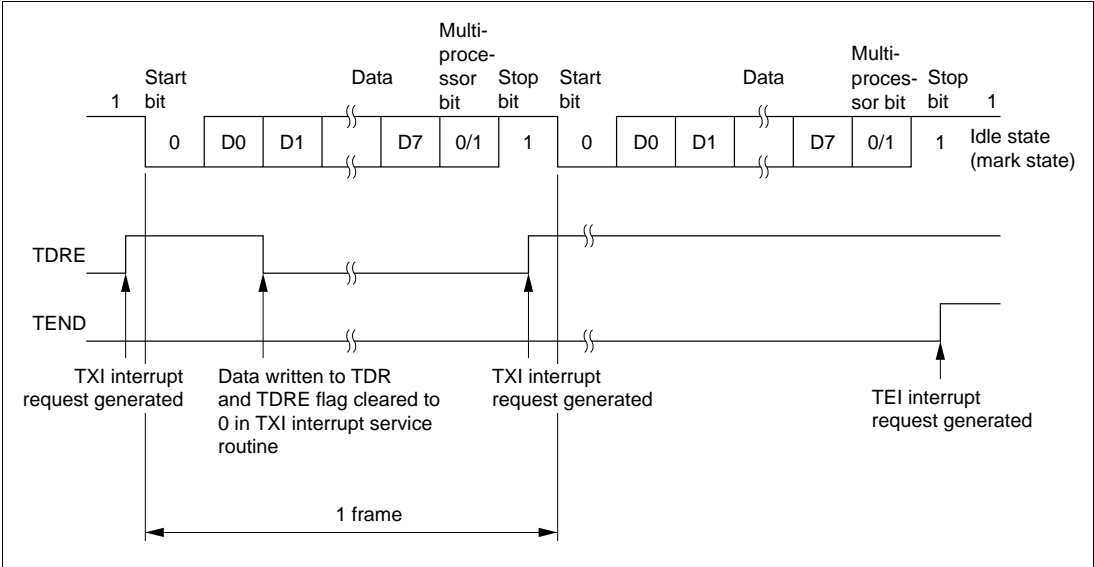 Multi-
proce-
ssor
bit
Start
bit
Data
Stop
bit
Start
bit
Data
Multi-
proces-
sor bit
Stop
bit
1
1
0
D0
D1
D7
0/1
1
0
D0
D1
D7
0/1
1
Idle state
(mark state)
TDRE
TEND
TXI interrupt
request generated
Data written to TDR
and TDRE flag cleared to
0 in TXI interrupt service
routine
TXI interrupt
request generated
TEI interrupt
request generated
1 frame